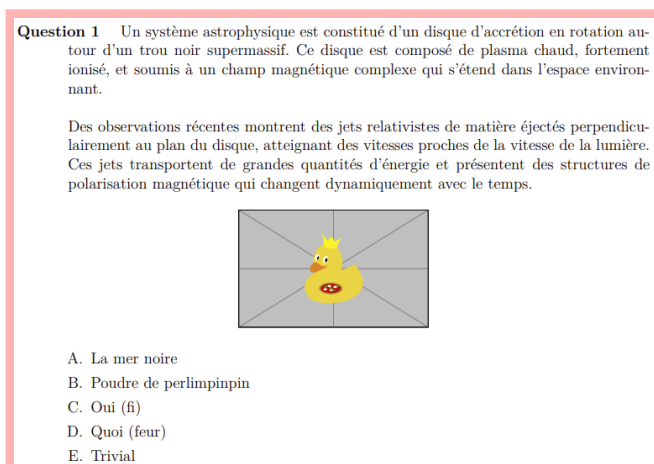 Question 1 Un système astrophysique est constitué d'un disque d'accrétion en rotation au-
tour d'un trou noir supermassif. Ce disque est composé de plasma chaud, fortement
ionisé, et soumis à un champ magnétique complexe qui s'étend dans l'espace environ-
nant.
Des observations récentes montrent des jets relativistes de matière éjectés perpendicu-
lairement au plan du disque, atteignant des vitesses proches de la vitesse de la lumière.
Ces jets transportent de grandes quantités d'énergie et présentent des structures de
polarisation magnétique qui changent dynamiquement avec le temps.
A. La mer noire
B. Poudre de perlimpinpin
C. Oui (fi)
D. Quoi (feur)
E. Trivial